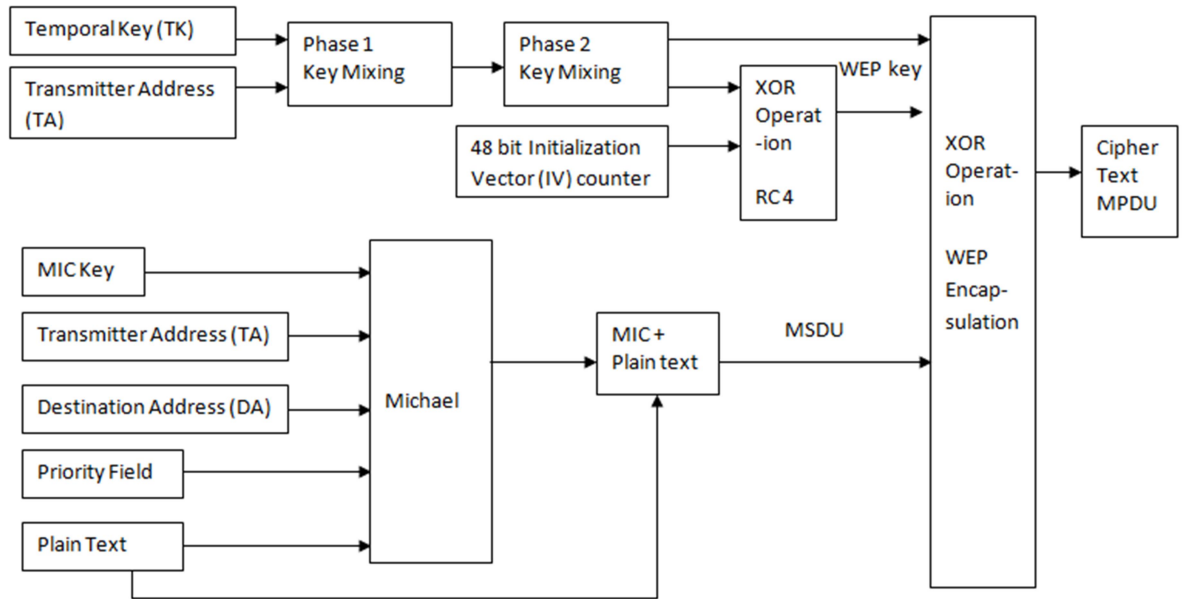 Temporal Key (TK)
Transmitter Address
(TA)
Phase 1
Key Mixing
Phase 2
Key Mixing
WEP key
48 bit Initialization
Vector (IV) counter
XOR
Operat
-ion
RC4
XOR
Operat-
ion
WEP
Encap-
sulation
Cipher
Text
MPDU
MIC Key
Transmitter Address (TA)
Destination Address (DA)
Priority Field
Plain Text
Michael
MIC +
Plain text
MSDU